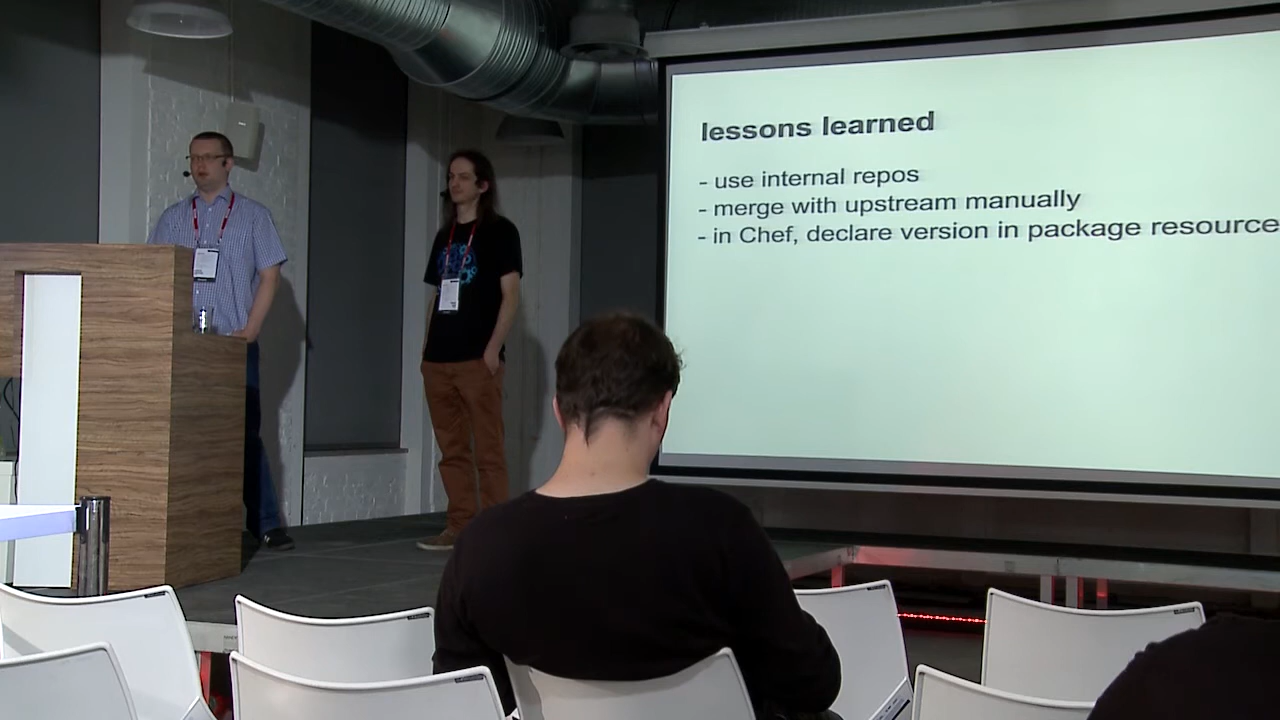 lessons learned
- use internal repos
- merge with upstream manually
- in Chef, declare version in package resource